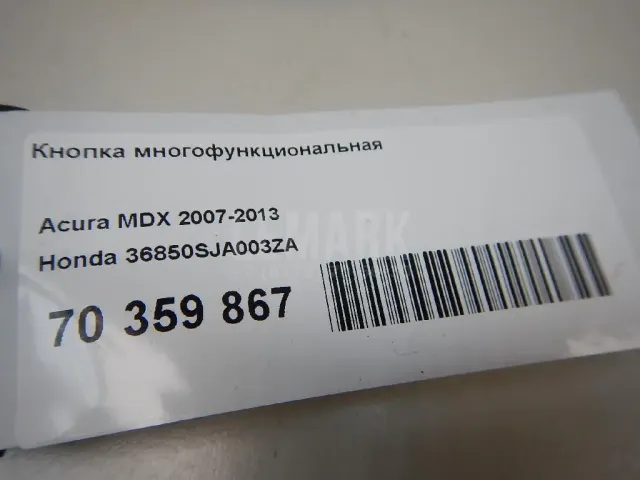 Кнопка многофункциональная
Acura MDX 2007-2013
Honda 36850SJA003ZA
70 359 867